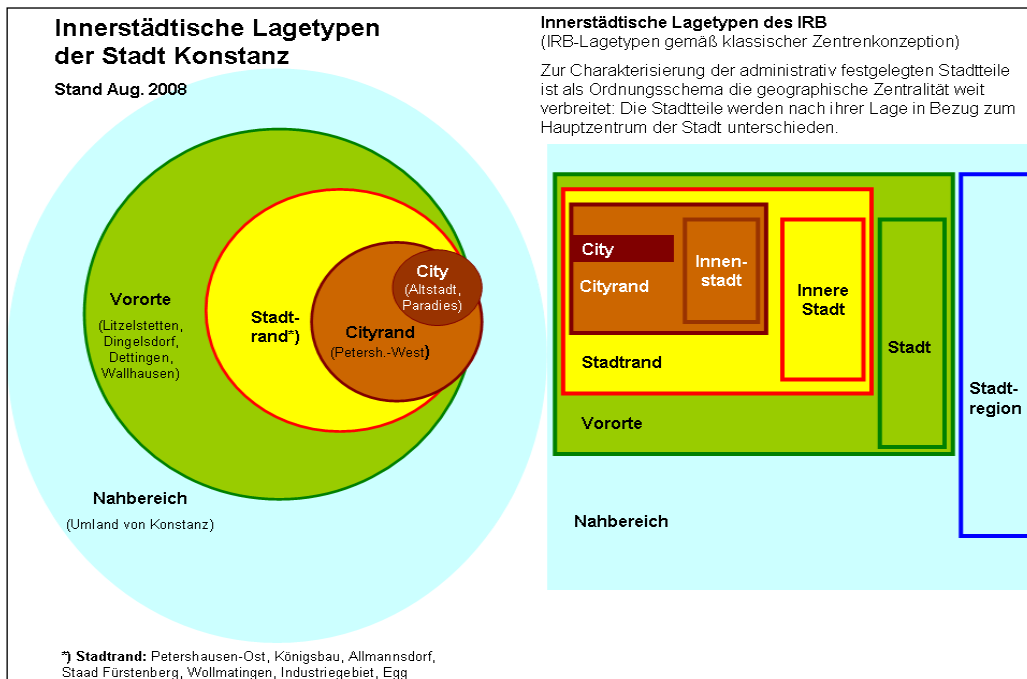 Innerstädtische Lagetypen
der Stadt Konstanz
Stand Aug. 2008
City
(Altstadt,
Paradies)
Vororte
(Litzelstetten,
Dingelsdorf,
Dettingen,
Wallhausen)
Stadt-
rand*)
Cityrand
(Petersh.-West)
Nahbereich
(Umland von Konstanz)
*) Stadtrand: Petershausen-Ost, Königsbau, Allmannsdorf,
Staad Fürstenberg, Wollmatingen, Industriegebiet, Egg
Innerstädtische Lagetypen des IRB
(IRB-Lagetypen gemäß klassischer Zentrenkonzeption)
Zur Charakterisierung der administrativ festgelegten Stadtteile
ist als Ordnungsschema die geographische Zentralität weit
verbreitet: Die Stadtteile werden nach ihrer Lage in Bezug zum
Hauptzentrum der Stadt unterschieden.
City
Cityrand
Innen-
stadt
Innere
Stadt
Stadtrand
Stadt
Stadt-
region
Vororte
Nahbereich